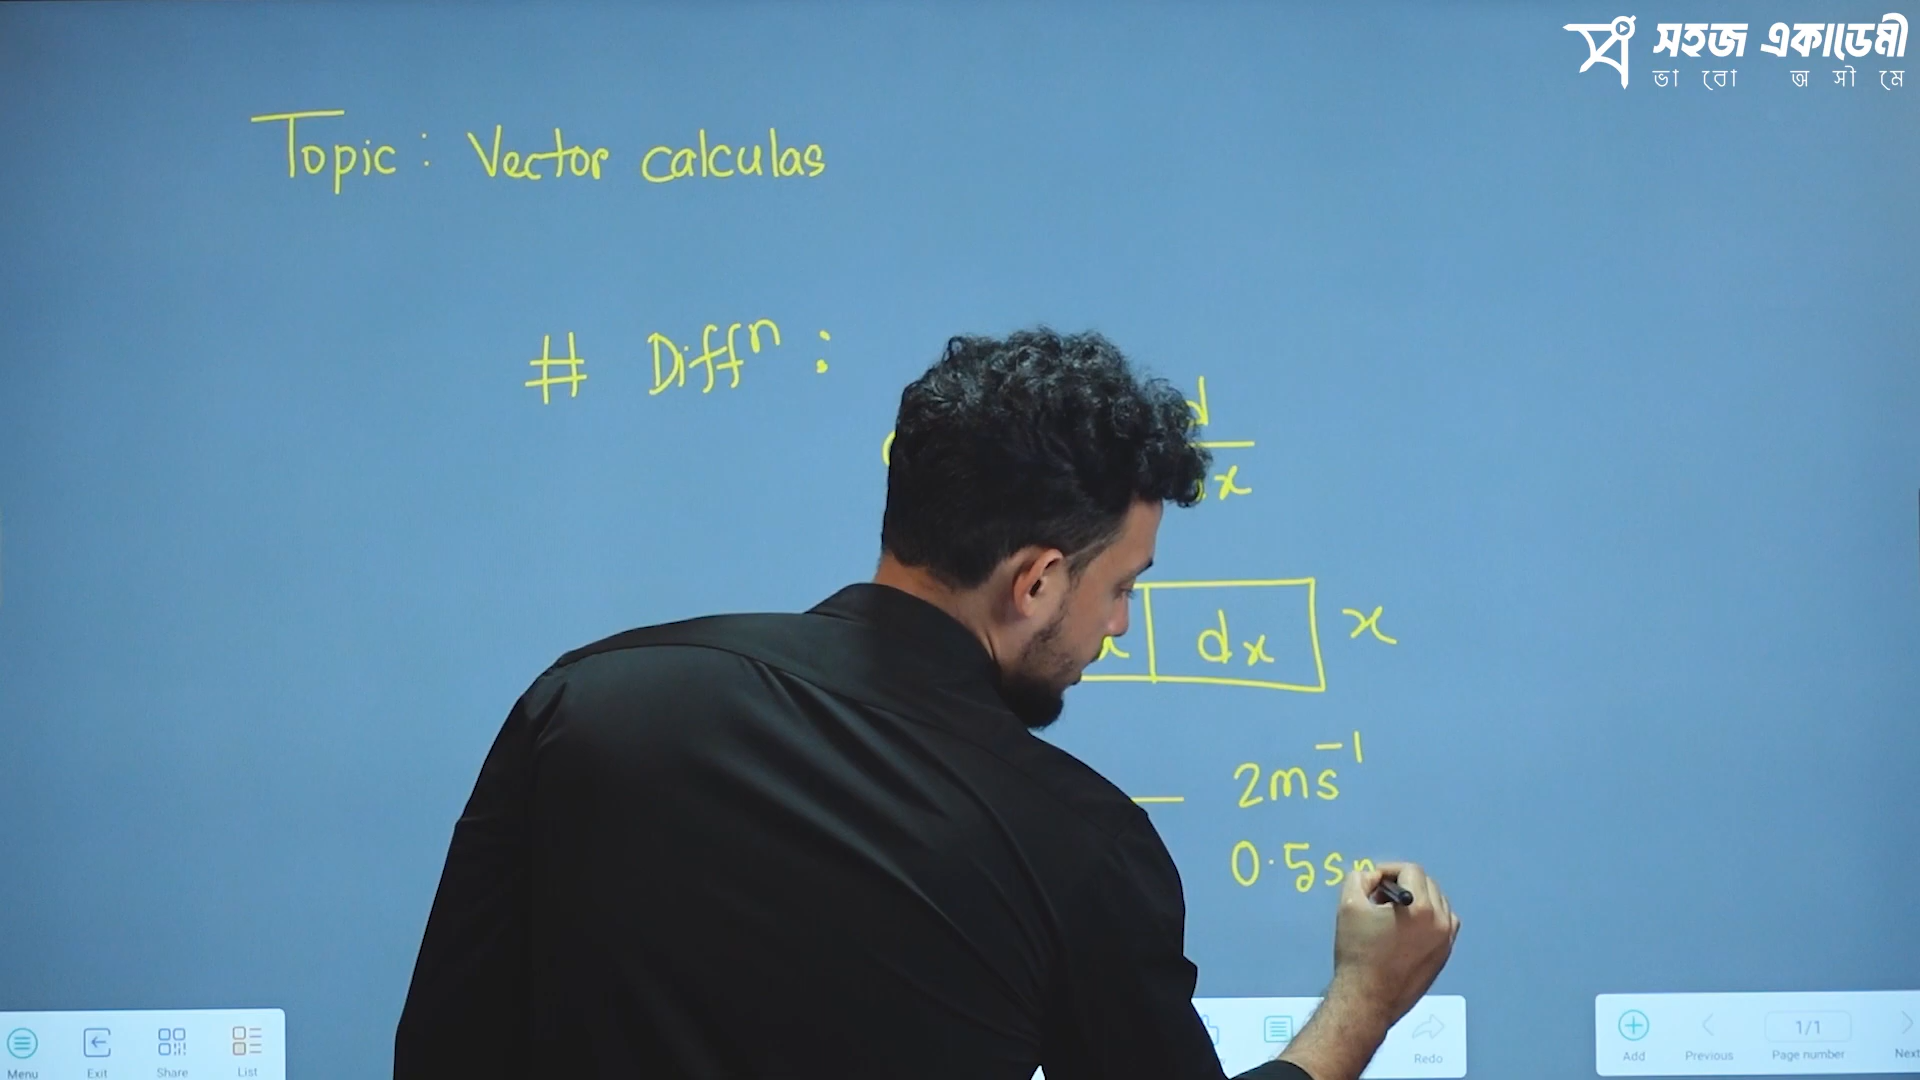 সহজ একাডেমী
ভা বো অ সী মে
Topic: Vector calculas
# Diffⁿ :
d
x
dx
x
2ms⁻¹
0.5s
Menu
Exit
Share
List
Redo
Add
Previous
1/1
Page number
Next